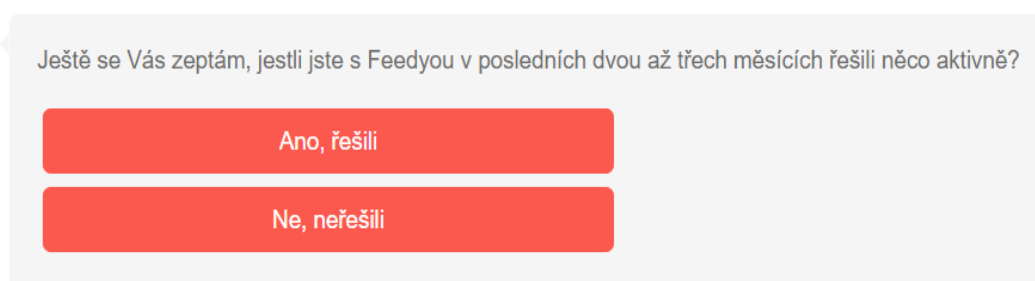 Ještě se Vás zeptám, jestli jste s Feedyou v posledních dvou až třech měsících řešili něco aktivně?
Ano, řešili
Ne, neřešili